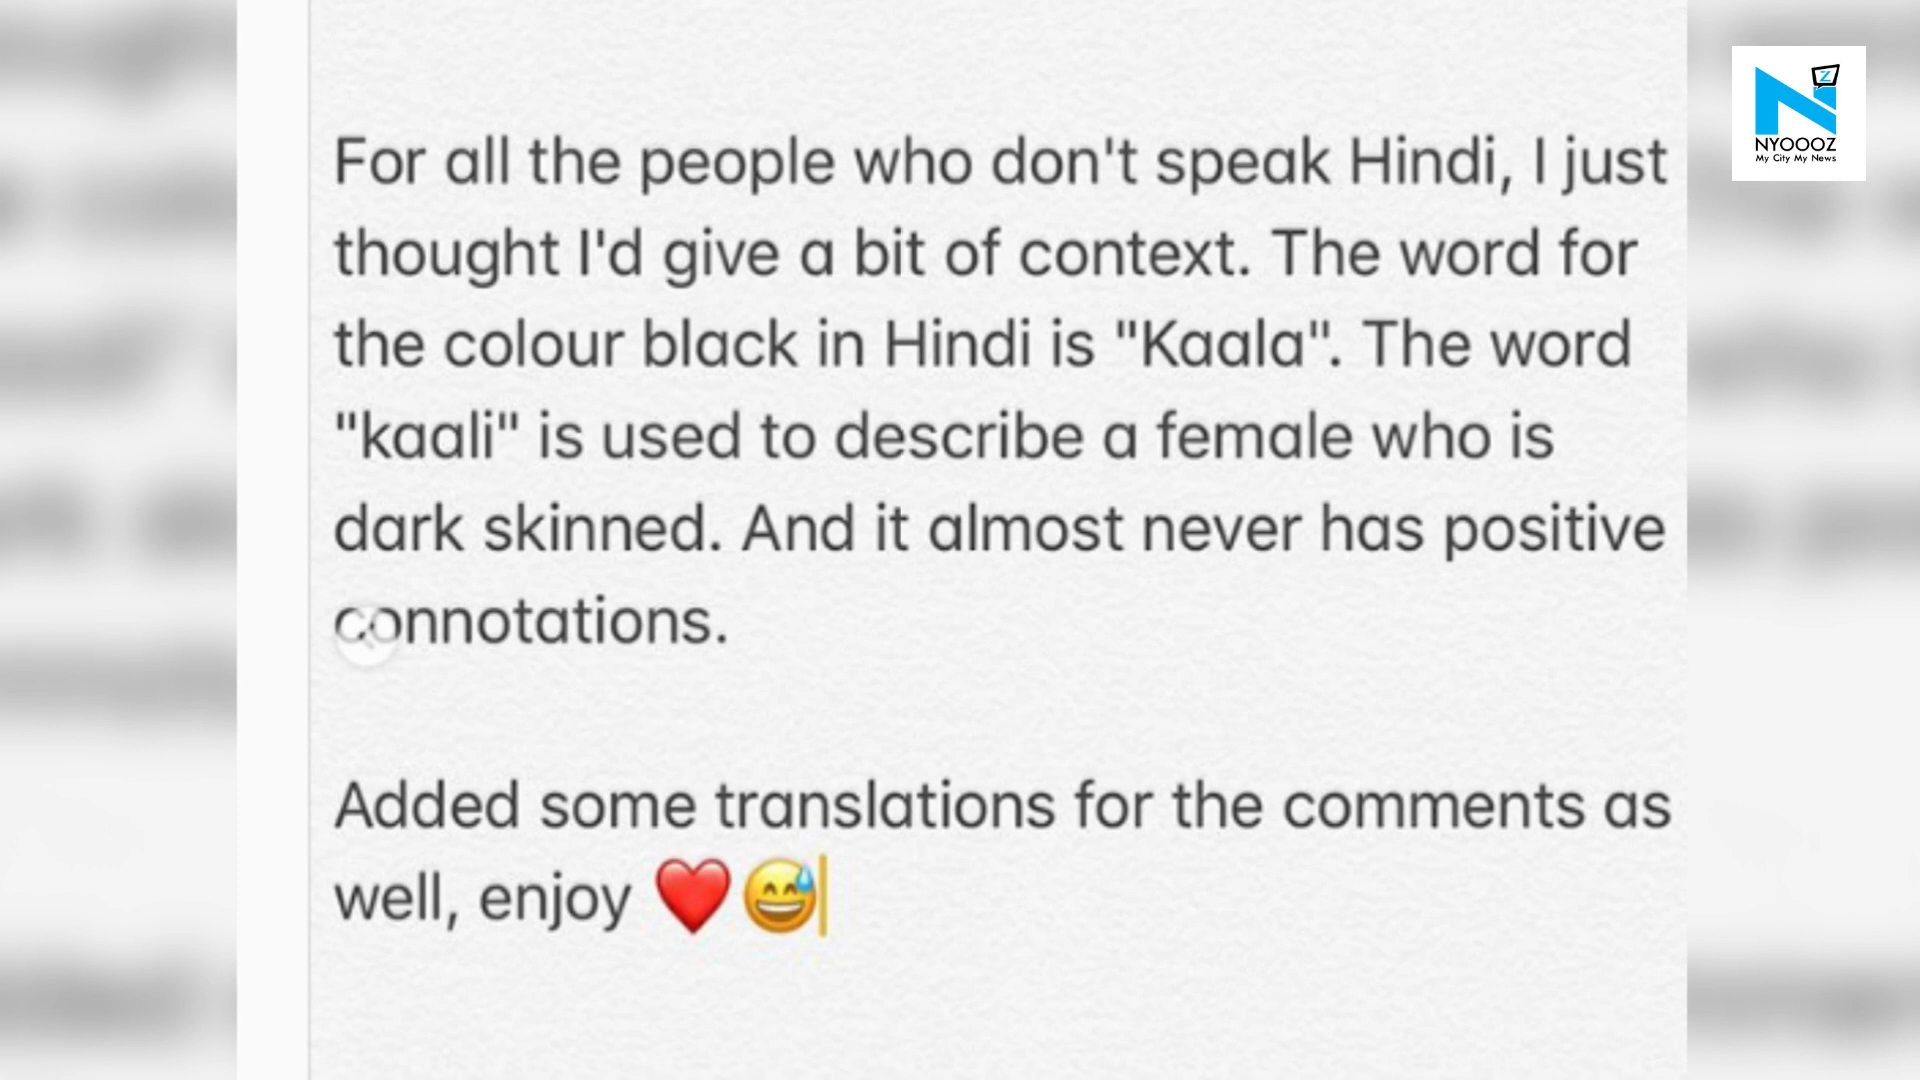 For all the people who don't speak Hindi, I just
thought I'd give a bit of context. The word for
the colour black in Hindi is "Kaala". The word
"kaali" is used to describe a female who is
dark skinned. And it almost never has positive
connotations.
Added some translations for the comments as
well, enjoy ❤️😅
Z
NYOOOZ
My City My News